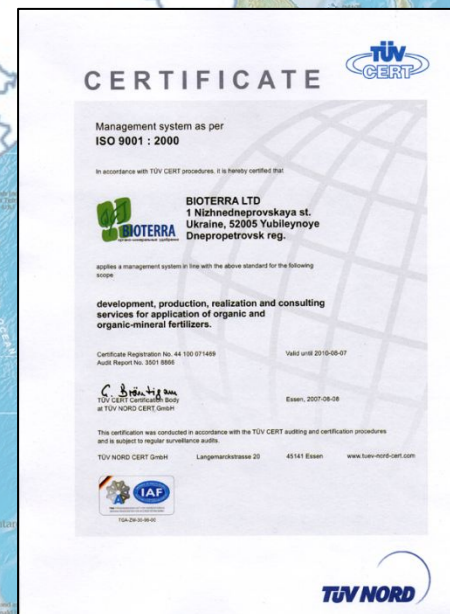 TÜV
CERT
CERTIFICATE
Management system as per
ISO 9001 : 2000
In accordance with TÜV CERT procedures, it is hereby certified that
BIOTERRA
BIOTERRA LTD
1 Nizhnedneprovskaya st.
Ukraine, 52005 Yubileynoye
Dnepropetrovsk reg.
applies a management system in line with the above standard for the following
scope
development, production, realization and consulting
services for application of organic and
organic-mineral fertilizers.
Certificate Registration No. 44 100 071469
Valid until 2010-08-07
Audit Report No. 3501 8866
TÜV CERT Certification Body
at TÜV NORD CERT GmbH
Essen, 2007-08-08
This certification was conducted in accordance with the TÜV CERT auditing and certification procedures
and is subject to regular surveillance audits.
TÜV NORD CERT GmbH Langemarckstrasse 20 45141 Essen www.tuev-nord-cert.com
IAF
TÜV NORD